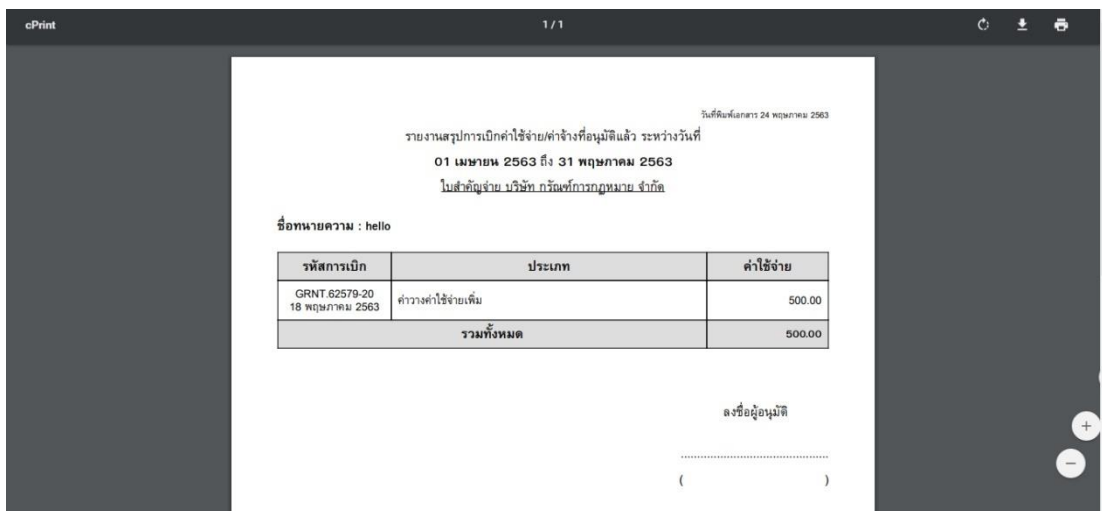 cPrint
1 / 1
วันที่พิมพ์เอกสาร 24 พฤษภาคม 2563
รายงานสรุปการเบิกค่าใช้จ่าย/ค่าจ้างที่อนุมัติแล้ว ระหว่างวันที่
01 เมษายน 2563 ถึง 31 พฤษภาคม 2563
ใบสำคัญจ่าย บริษัท กรัณฑ์การกฎหมาย จำกัด
ชื่อทนายความ : hello
รหัสการเบิก ประเภท ค่าใช้จ่าย
GRNT.62579-20
18 พฤษภาคม 2563 ค่าวางค่าใช้จ่ายเพิ่ม 500.00
รวมทั้งหมด 500.00
ลงชื่อผู้อนุมัติ
............................................
( )